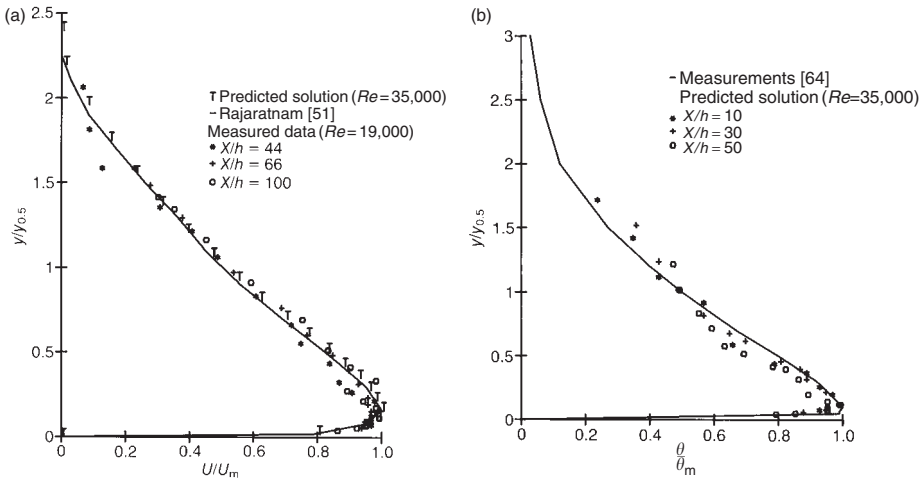 (a)
2.5
2
1.5
1
0.5
0
y/y0.5
0
0.2
0.4
0.6
0.8
1.0
U/Um
Predicted solution (Re=35,000)
Rajaratnam [51]
Measured data (Re=19,000)
X/h = 44
X/h = 66
X/h = 100
(b)
3
2.5
2
1.5
1
0.5
0
y/y0.5
0
0.2
0.4
0.6
0.8
1.0
θ
θm
Measurements [64]
Predicted solution (Re=35,000)
X/h = 10
X/h = 30
X/h = 50